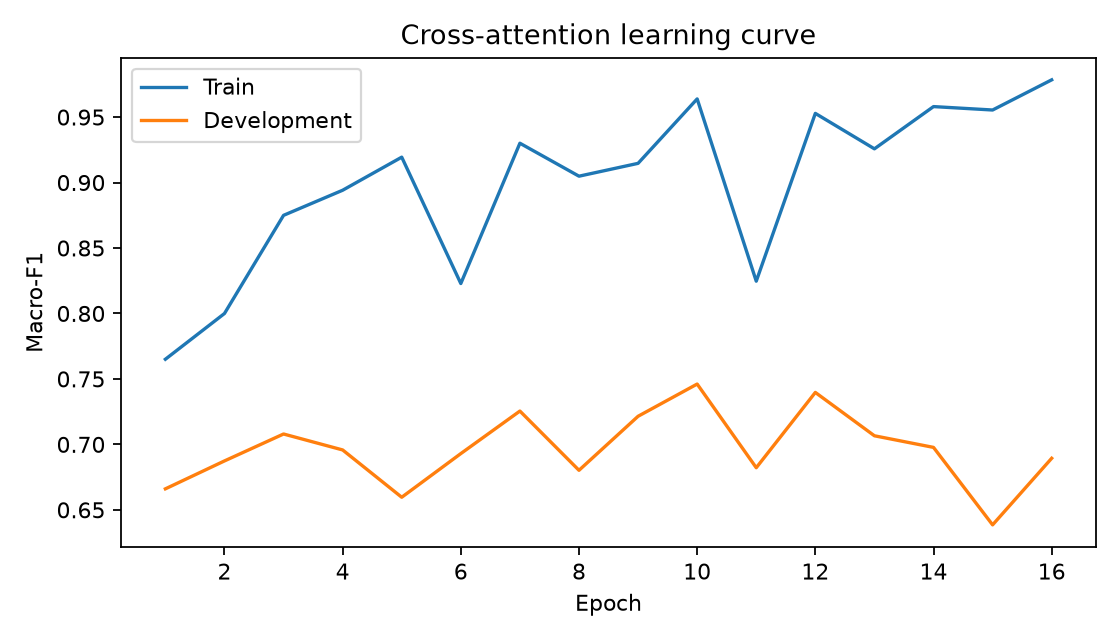 Cross-attention learning curve
Train
Development
Macro-F1
0.95
0.90
0.85
0.80
0.75
0.70
0.65
2 4 6 8 10 12 14 16
Epoch